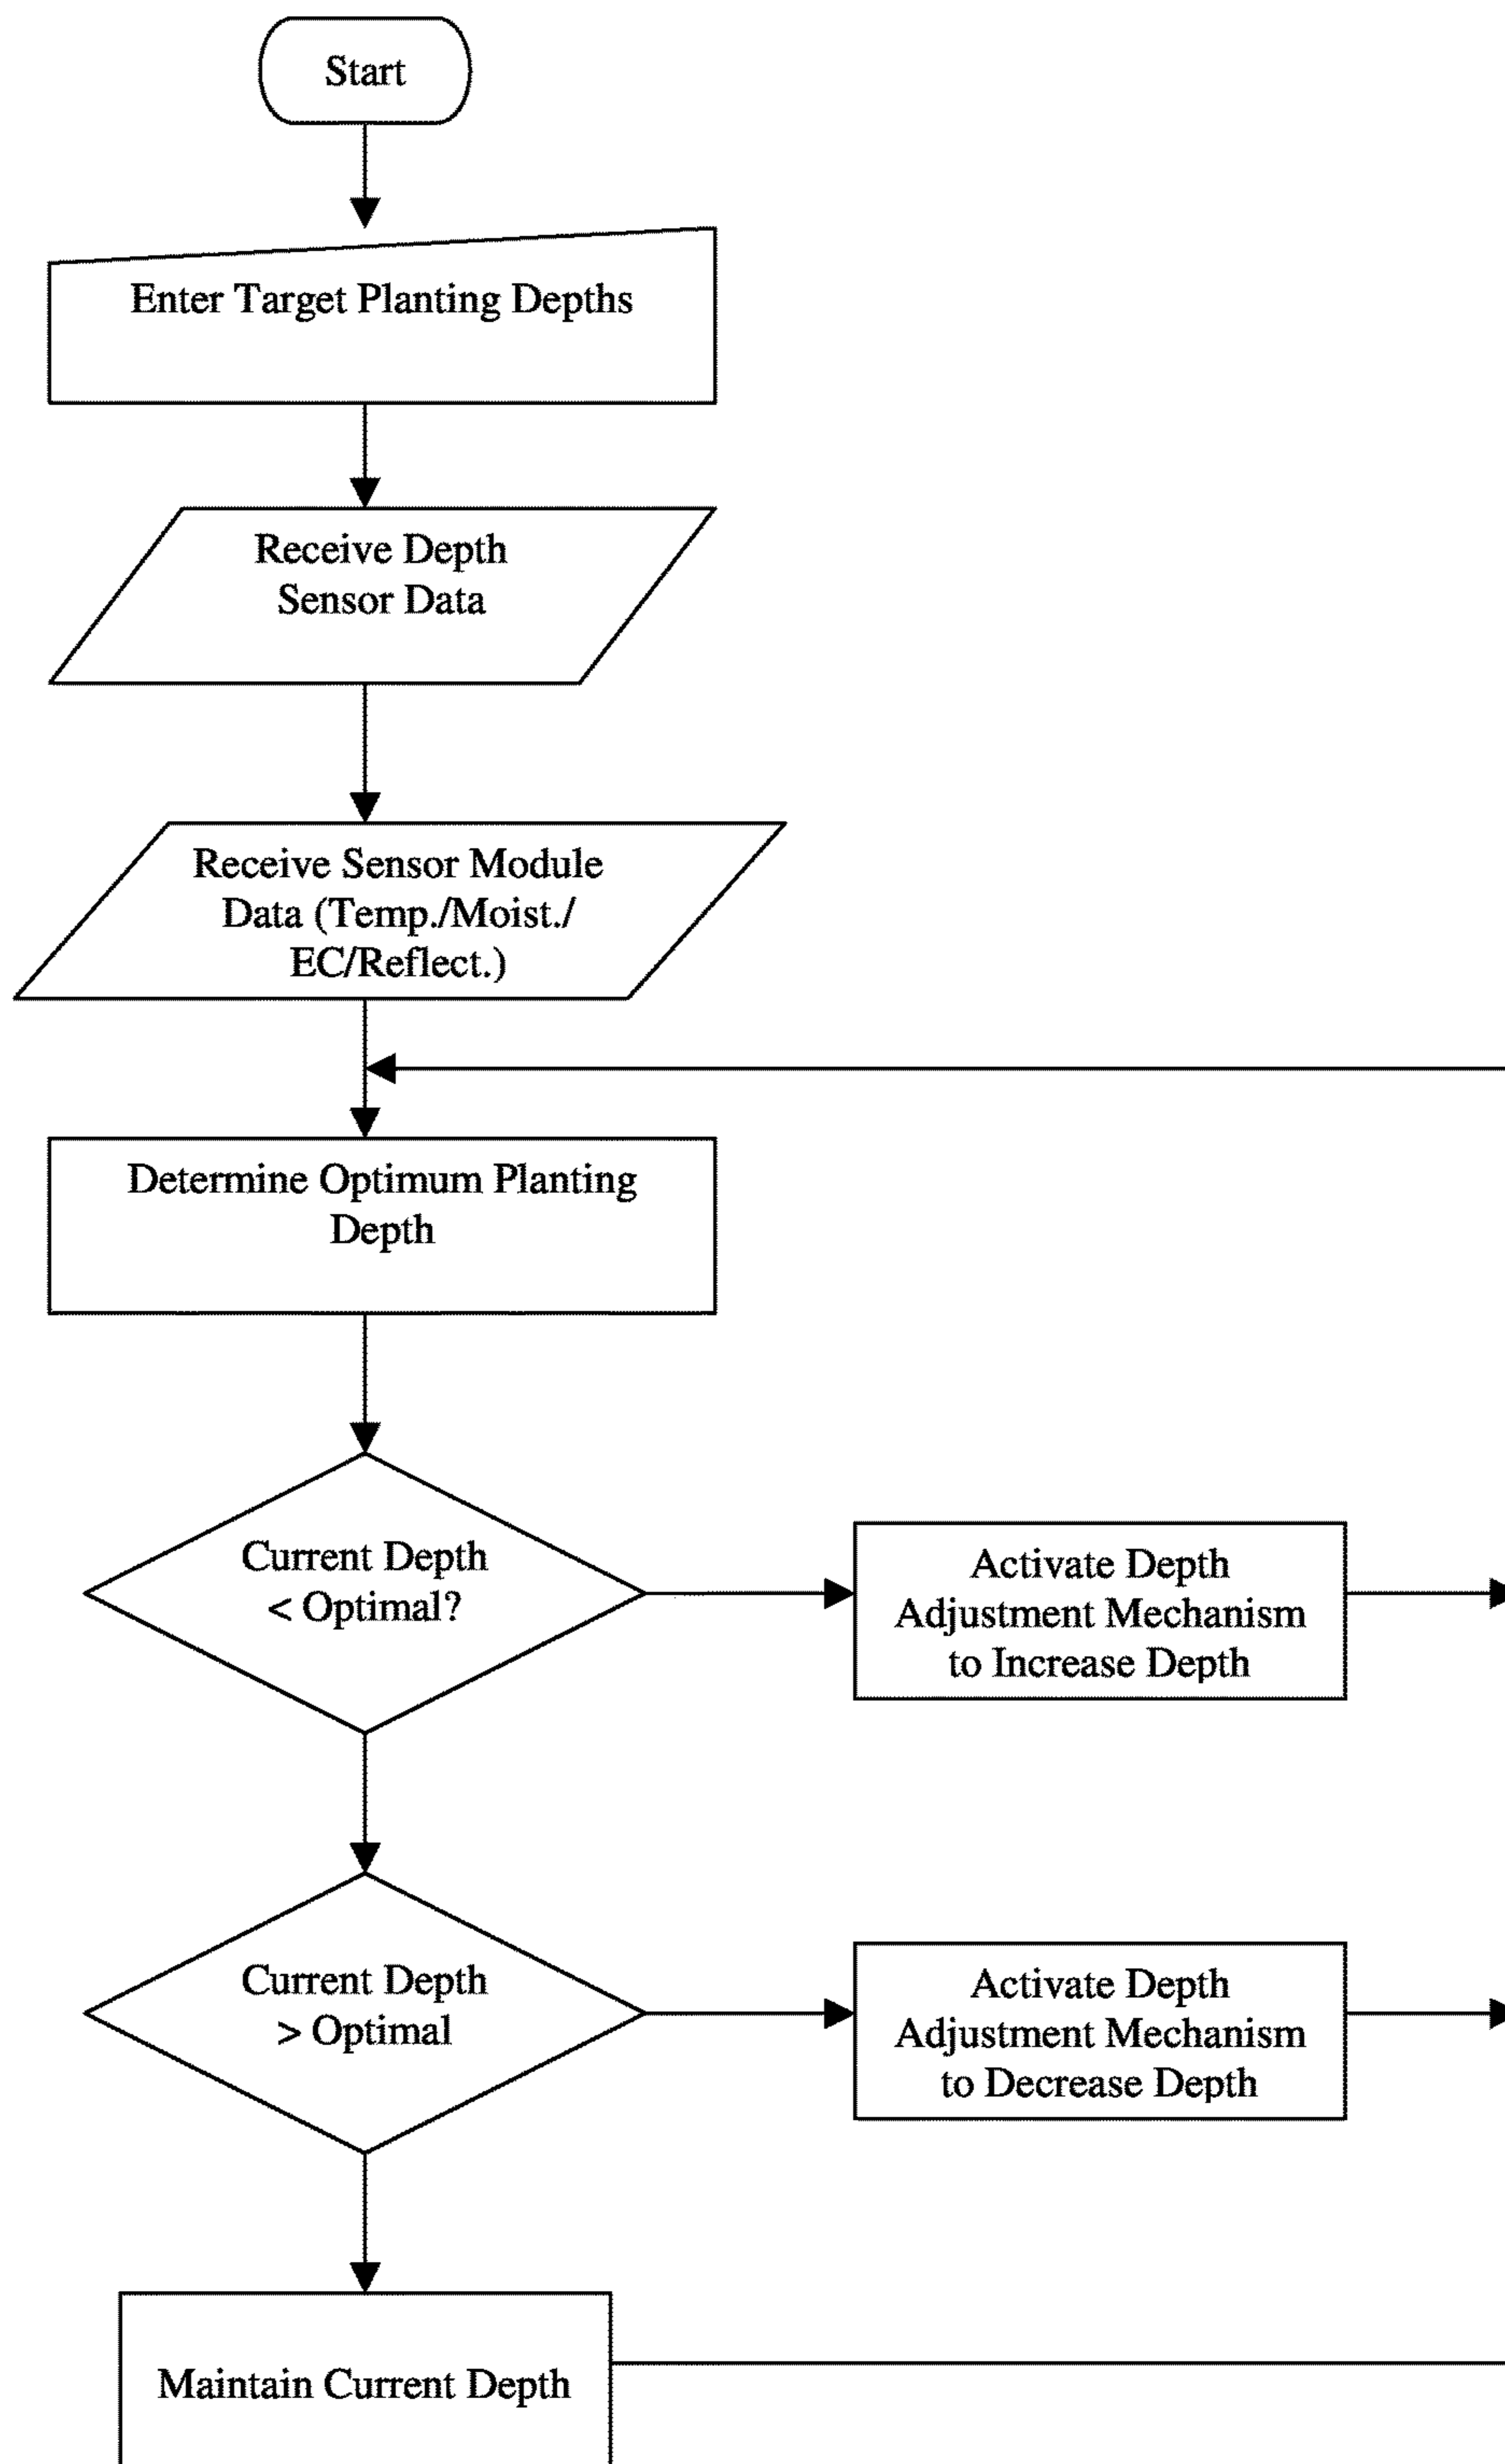 Start
Enter Target Planting Depths
Receive Depth
Sensor Data
Receive Sensor Module
Data (Temp./Moist./
EC/Reflect.)
Determine Optimum Planting
Depth
Current Depth
< Optimal?
Activate Depth
Adjustment Mechanism
to Increase Depth
Current Depth
> Optimal
Activate Depth
Adjustment Mechanism
to Decrease Depth
Maintain Current Depth